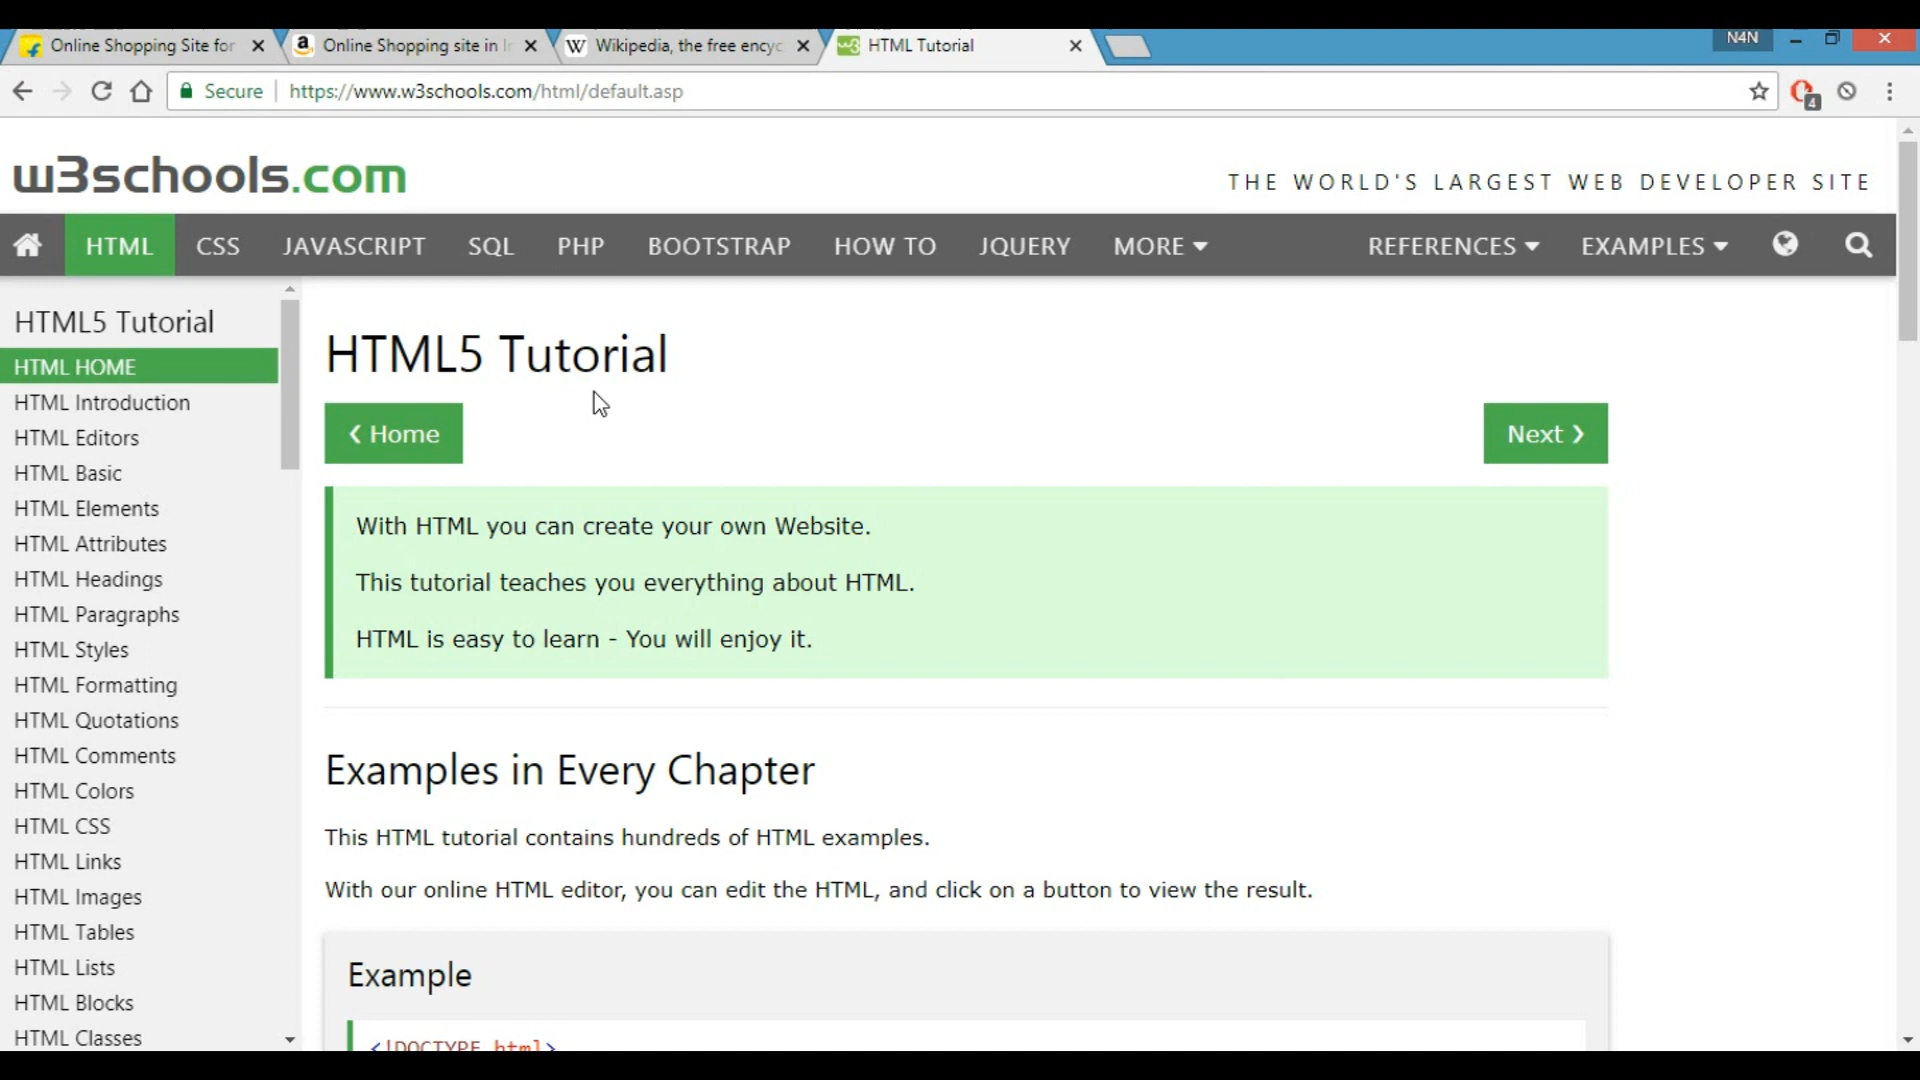 Online Shopping Site for
Online Shopping site in
Wikipedia, the free encyc
HTML Tutorial
N4N
Secure
https://www.w3schools.com/html/default.asp
4
w3schools.com
THE WORLD'S LARGEST WEB DEVELOPER SITE
HTML CSS JAVASCRIPT SQL PHP BOOTSTRAP HOW TO JQUERY MORE REFERENCES EXAMPLES
HTML5 Tutorial
HTML HOME
HTML Introduction
HTML Editors
HTML Basic
HTML Elements
HTML Attributes
HTML Headings
HTML Paragraphs
HTML Styles
HTML Formatting
HTML Quotations
HTML Comments
HTML Colors
HTML CSS
HTML Links
HTML Images
HTML Tables
HTML Lists
HTML Blocks
HTML Classes
HTML5 Tutorial
❮ Home
Next ❯
With HTML you can create your own Website.
This tutorial teaches you everything about HTML.
HTML is easy to learn - You will enjoy it.
Examples in Every Chapter
This HTML tutorial contains hundreds of HTML examples.
With our online HTML editor, you can edit the HTML, and click on a button to view the result.
Example
<!DOCTYPE html>